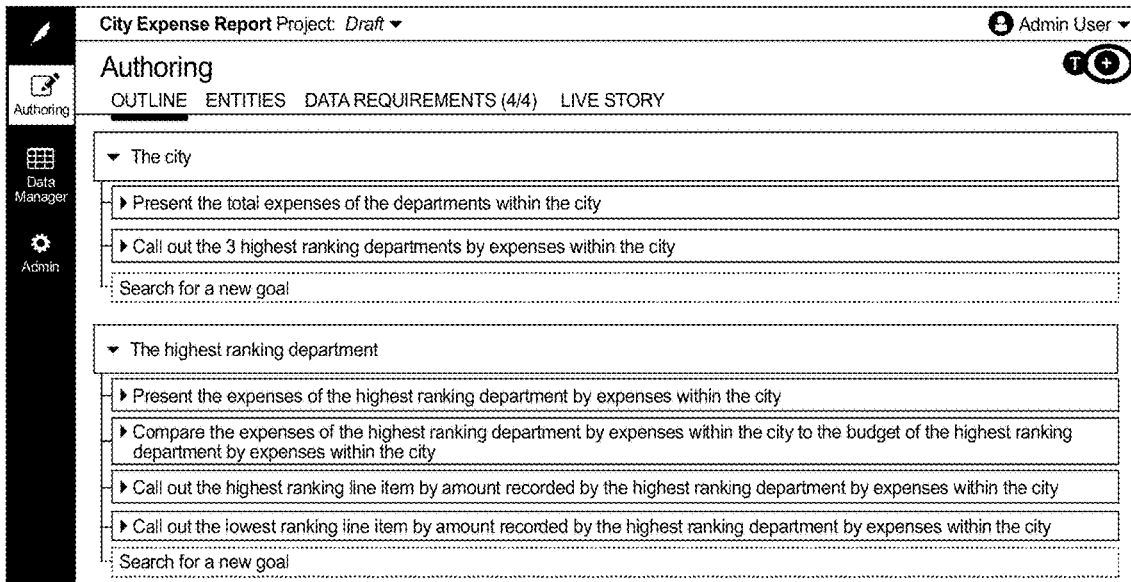 City Expense Report Project: Draft
Admin User
Authoring
T +
OUTLINE ENTITIES DATA REQUIREMENTS (4/4) LIVE STORY
Authoring
Data
Manager
Admin
The city
Present the total expenses of the departments within the city
Call out the 3 highest ranking departments by expenses within the city
Search for a new goal
The highest ranking department
Present the expenses of the highest ranking department by expenses within the city
Compare the expenses of the highest ranking department by expenses within the city to the budget of the highest ranking
department by expenses within the city
Call out the highest ranking line item by amount recorded by the highest ranking department by expenses within the city
Call out the lowest ranking line item by amount recorded by the highest ranking department by expenses within the city
Search for a new goal